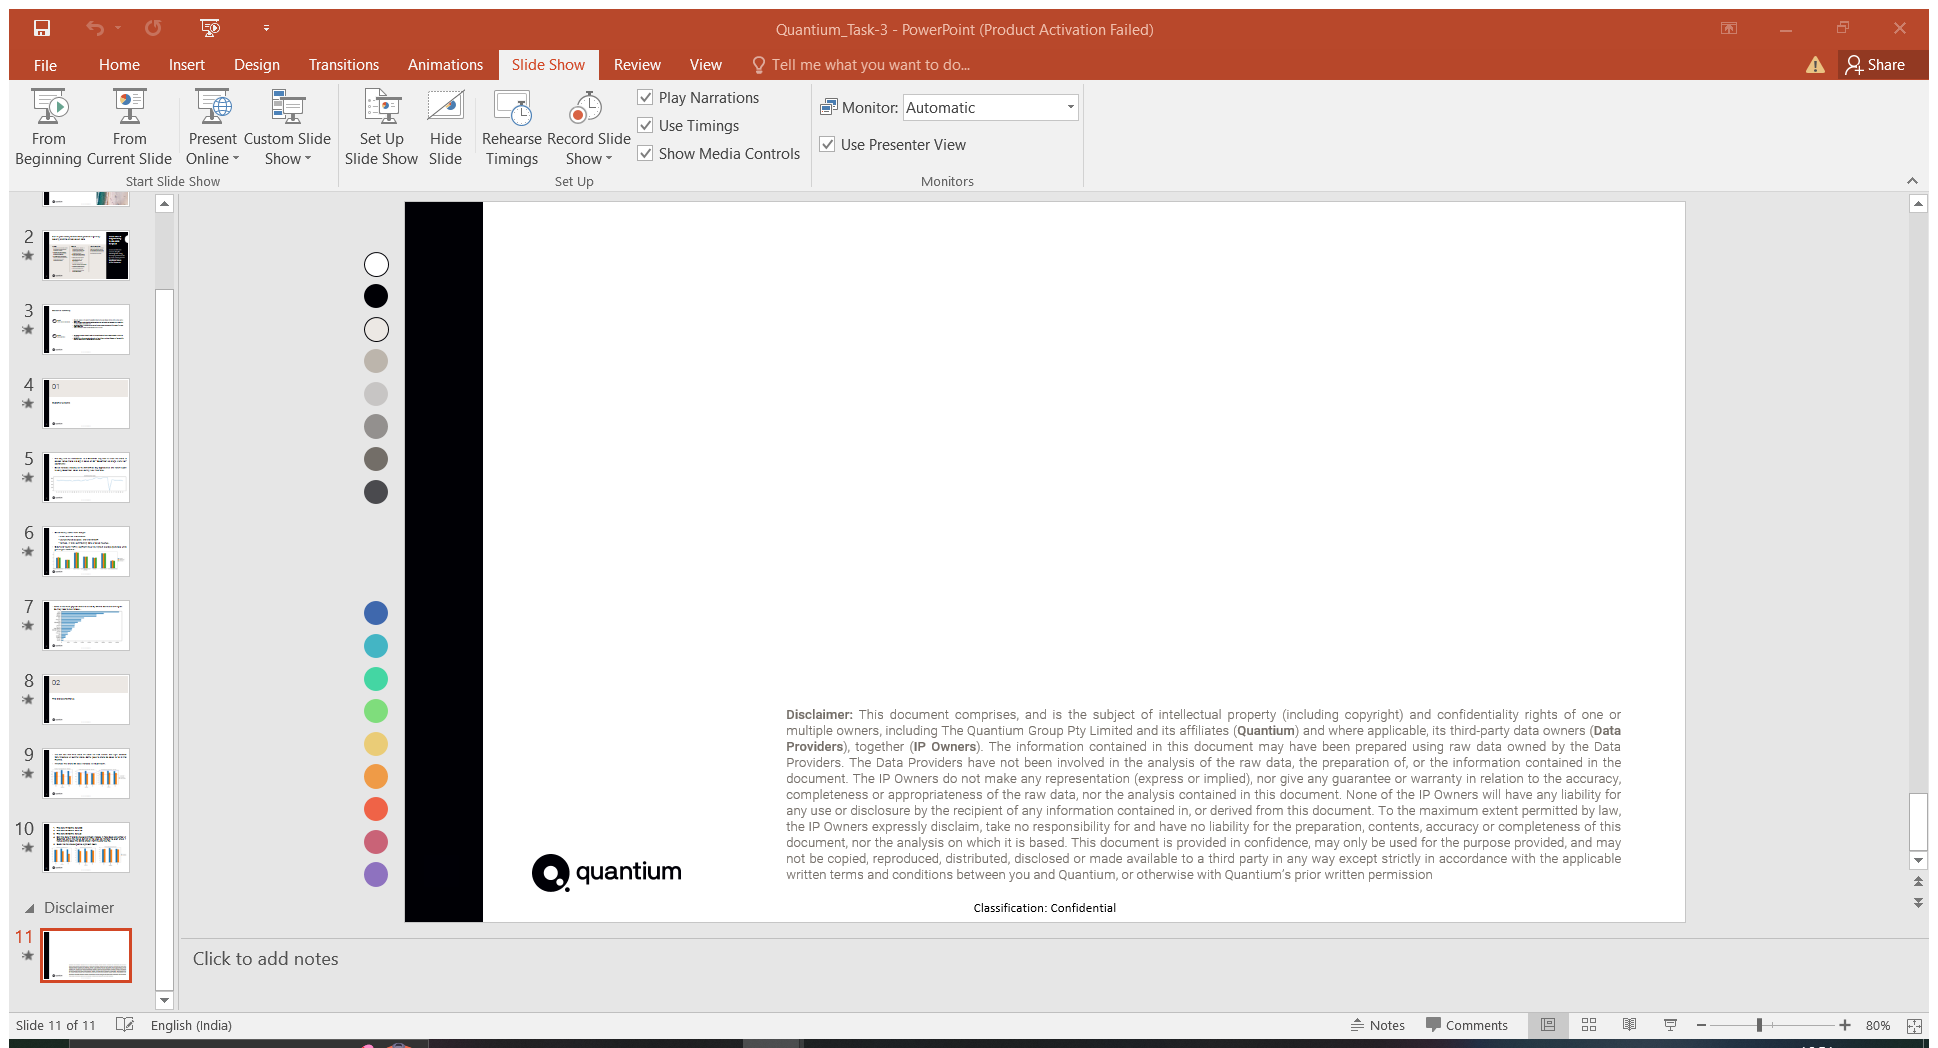 Quantium_Task-3 - PowerPoint (Product Activation Failed)
File Home Insert Design Transitions Animations Slide Show Review View Tell me what you want to do... Share
From Beginning
From Current Slide
Present Online
Custom Slide Show
Start Slide Show
Set Up Slide Show
Hide Slide
Rehearse Timings
Record Slide Show
Play Narrations
Use Timings
Show Media Controls
Set Up
Monitor: Automatic
Use Presenter View
Monitors
2
3
4
01
5
6
7
8
02
9
10
Disclaimer
11
Disclaimer: This document comprises, and is the subject of intellectual property (including copyright) and confidentiality rights of one or
multiple owners, including The Quantium Group Pty Limited and its affiliates (Quantium) and where applicable, its third-party data owners (Data
Providers), together (IP Owners). The information contained in this document may have been prepared using raw data owned by the Data
Providers. The Data Providers have not been involved in the analysis of the raw data, the preparation of, or the information contained in the
document. The IP Owners do not make any representation (express or implied), nor give any guarantee or warranty in relation to the accuracy,
completeness or appropriateness of the raw data, nor the analysis contained in this document. None of the IP Owners will have any liability for
any use or disclosure by the recipient of any information contained in, or derived from this document. To the maximum extent permitted by law,
the IP Owners expressly disclaim, take no responsibility for and have no liability for the preparation, contents, accuracy or completeness of this
document, nor the analysis on which it is based. This document is provided in confidence, may only be used for the purpose provided, and may
not be copied, reproduced, distributed, disclosed or made available to a third party in any way except strictly in accordance with the applicable
written terms and conditions between you and Quantium, or otherwise with Quantium's prior written permission
quantium
Classification: Confidential
Click to add notes
Slide 11 of 11 English (India) Notes Comments 80%